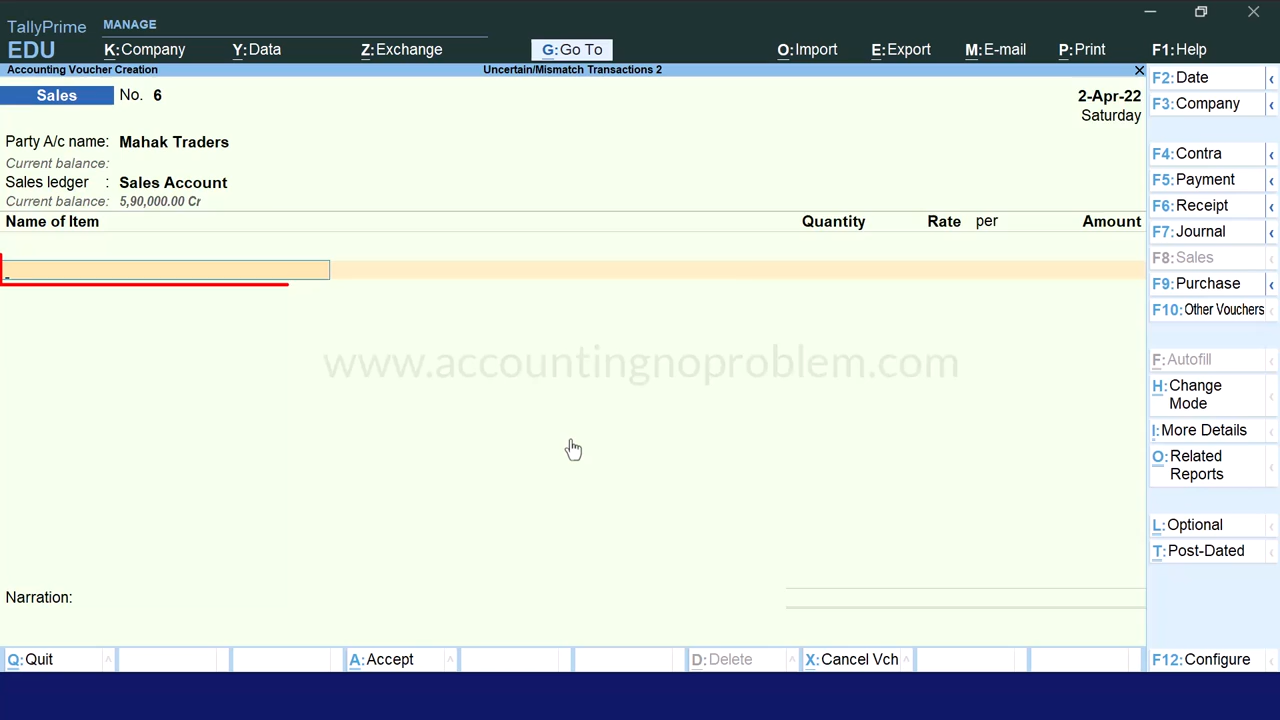 TallyPrime MANAGE
EDU K:Company Y:Data Z:Exchange G:Go To O:Import E:Export M:E-mail P:Print F1:Help
Accounting Voucher Creation Uncertain/Mismatch Transactions 2
Sales No. 6 2-Apr-22
Saturday
Party A/c name: Mahak Traders
Current balance:
Sales ledger : Sales Account
Current balance: 5,90,000.00 Cr
Name of Item Quantity Rate per Amount
www.accountingnoproblem.com
Narration:
Q:Quit A:Accept D:Delete X:Cancel Vch F12:Configure
F2:Date
F3:Company
F4:Contra
F5:Payment
F6:Receipt
F7:Journal
F8:Sales
F9:Purchase
F10:Other Vouchers
F:Autofill
H:Change
Mode
I:More Details
O:Related
Reports
L:Optional
T:Post-Dated